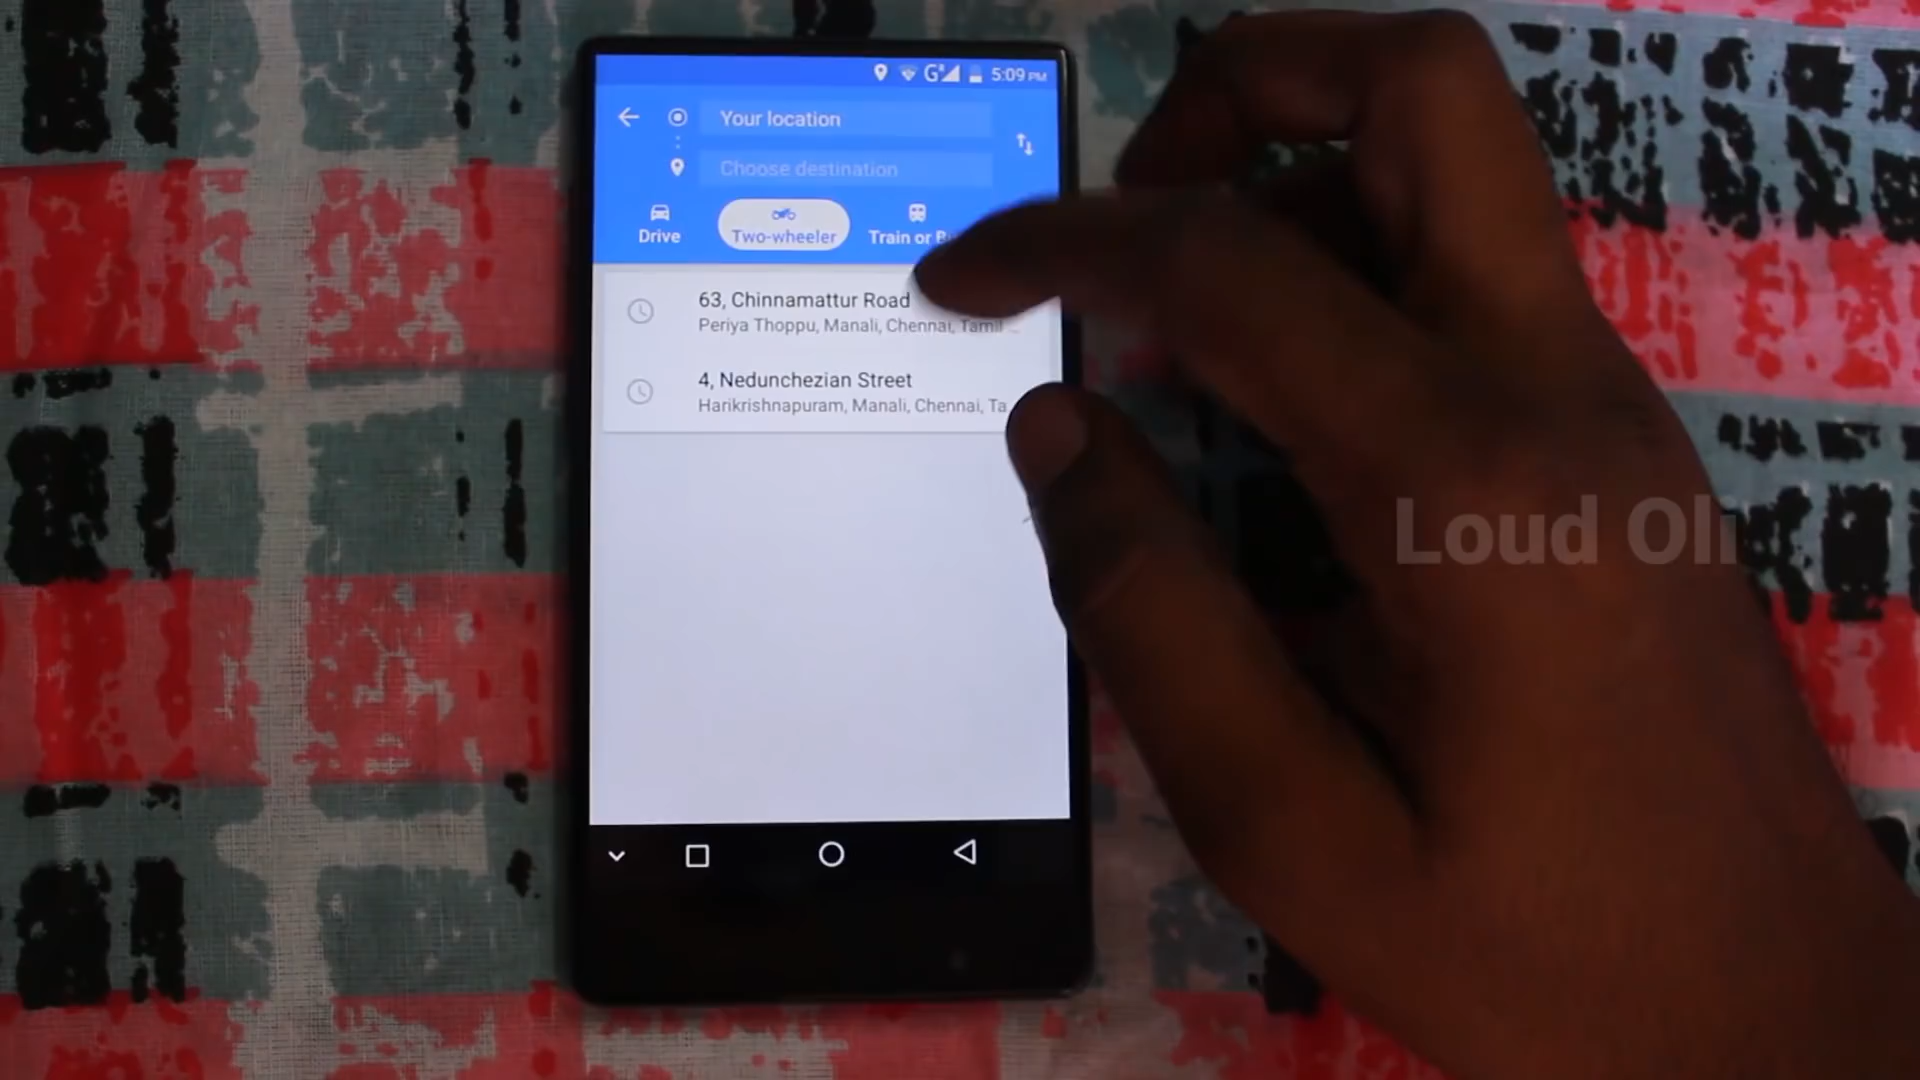 5:09 PM
Your location
Choose destination
Drive
Two-wheeler
Train or
63, Chinnamattur Road
Periya Thoppu, Manali, Chennai, Tamil ...
4, Nedunchezian Street
Harikrishnapuram, Manali, Chennai, Ta
Loud Oli